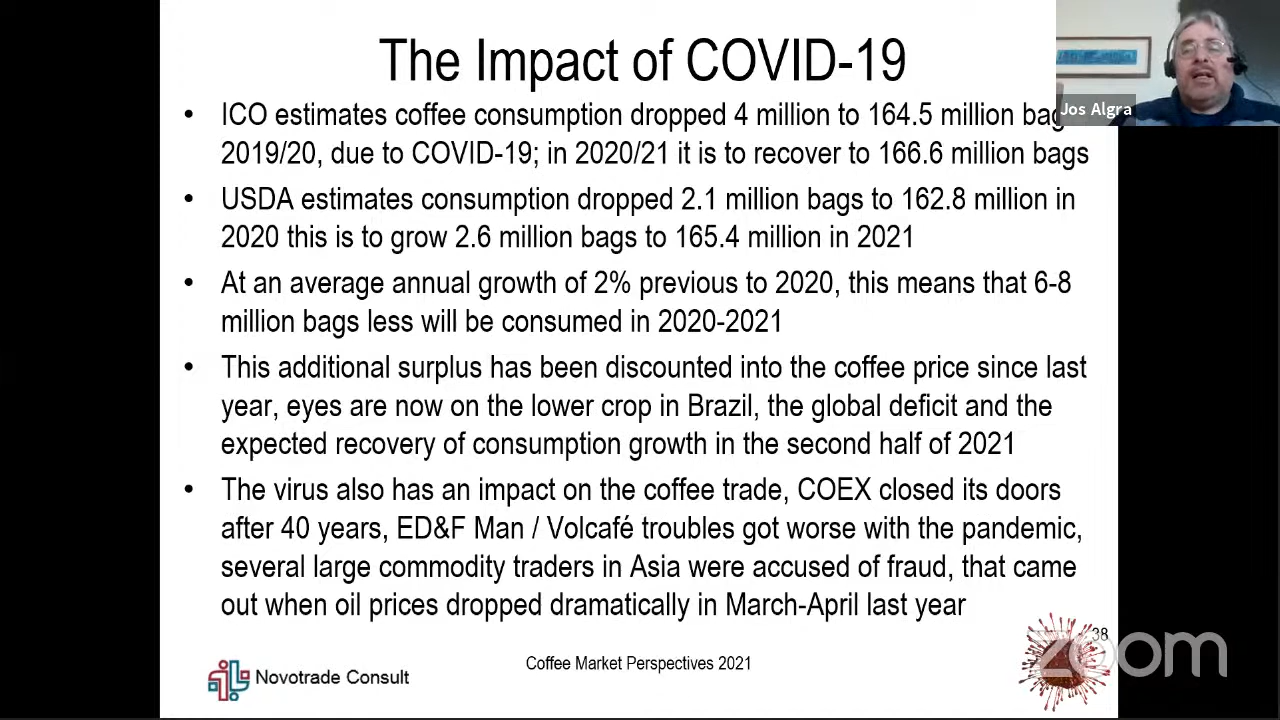 The Impact of COVID-19
Jos Algra
• ICO estimates coffee consumption dropped 4 million to 164.5 million
2019/20, due to COVID-19; in 2020/21 it is to recover to 166.6 million bags
• USDA estimates consumption dropped 2.1 million bags to 162.8 million in
2020 this is to grow 2.6 million bags to 165.4 million in 2021
• At an average annual growth of 2% previous to 2020, this means that 6-8
million bags less will be consumed in 2020-2021
• This additional surplus has been discounted into the coffee price since last
year, eyes are now on the lower crop in Brazil, the global deficit and the
expected recovery of consumption growth in the second half of 2021
• The virus also has an impact on the coffee trade, COEX closed its doors
after 40 years, ED&F Man / Volcafé troubles got worse with the pandemic,
several large commodity traders in Asia were accused of fraud, that came
out when oil prices dropped dramatically in March-April last year
38
Novotrade Consult
Coffee Market Perspectives 2021
zoom